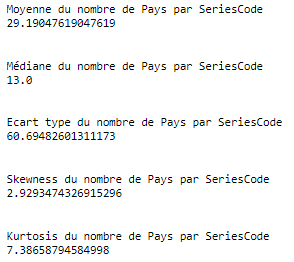 Moyenne du nombre de Pays par SeriesCode
29.19047619047619
Médiane du nombre de Pays par SeriesCode
13.0
Ecart type du nombre de Pays par SeriesCode
60.69482601311173
Skewness du nombre de Pays par SeriesCode
2.9293474326915296
Kurtosis du nombre de Pays par SeriesCode
7.38658794584998